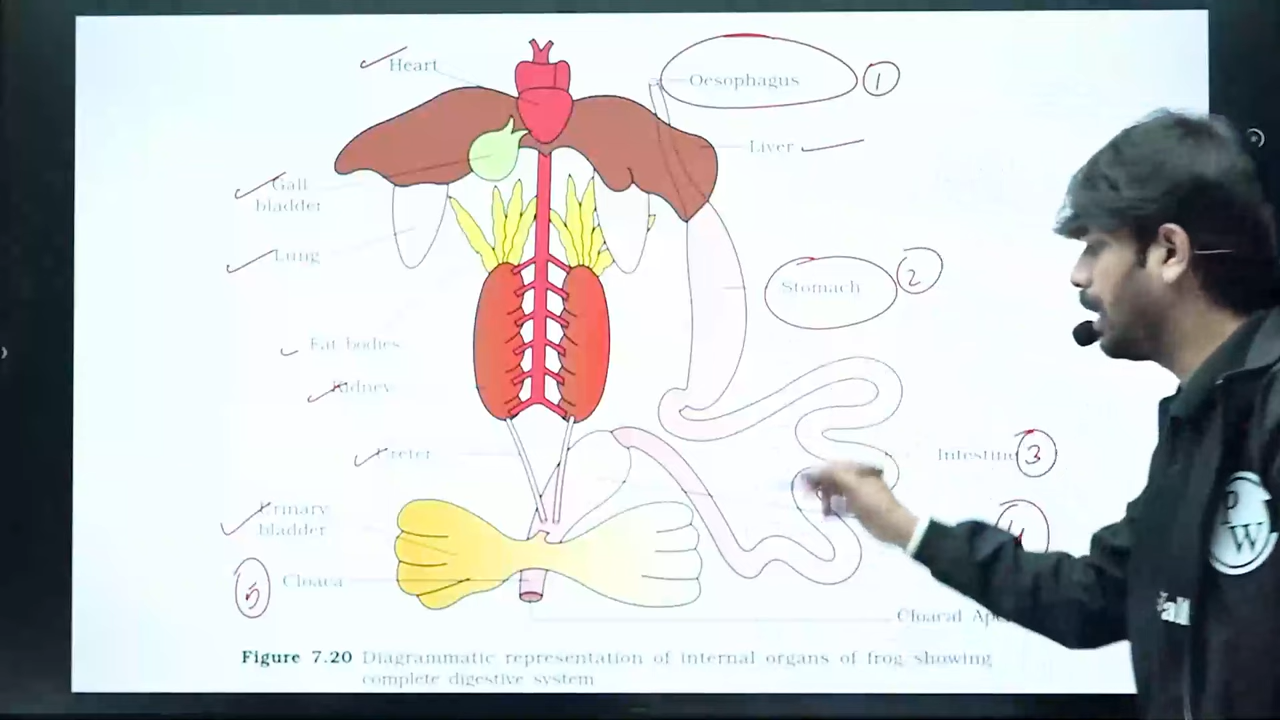 Heart
Oesophagus 1
Liver
Gall
bladder
Lung
Stomach 2
Fat bodies
Kidney
Ureter
Intestine 3
4
Urinary
bladder
5 Cloaca
Cloacal
Figure 7.20 Diagrammatic representation of internal organs of frog showing
complete digestive system
P
W